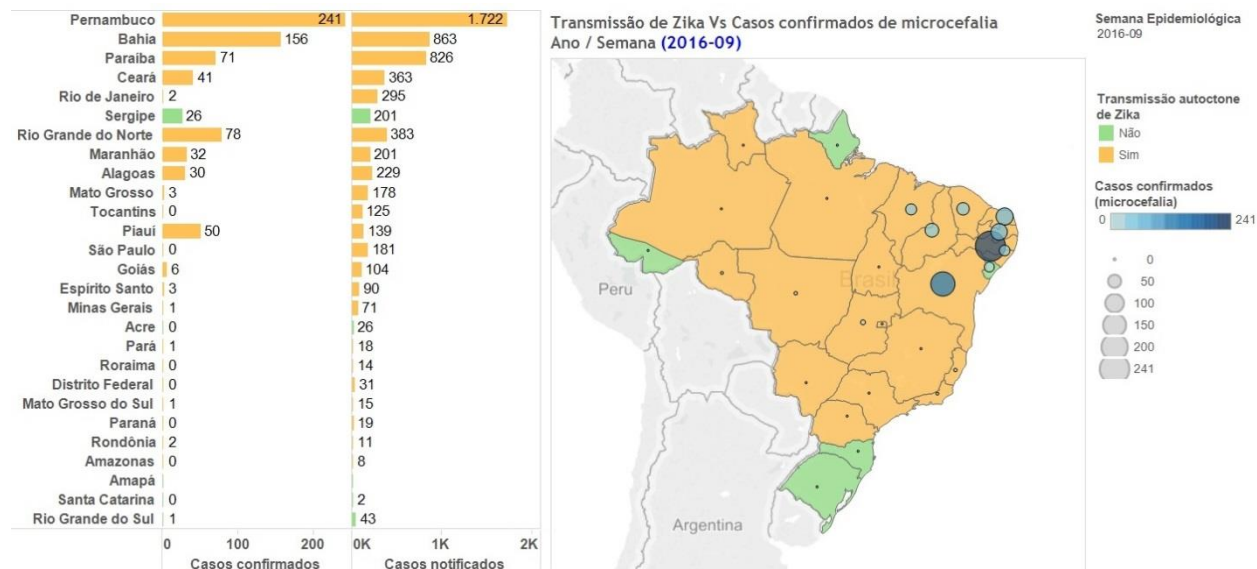 Pernambuco 241 1.722
Bahia 156 863
Paraíba 71 826
Ceará 41 363
Rio de Janeiro 2 295
Sergipe 26 201
Rio Grande do Norte 78 383
Maranhão 32 201
Alagoas 30 229
Mato Grosso 3 178
Tocantins 0 125
Piauí 50 139
São Paulo 0 181
Goiás 6 104
Espírito Santo 3 90
Minas Gerais 1 71
Acre 0 26
Pará 1 18
Roraima 0 14
Distrito Federal 0 31
Mato Grosso do Sul 1 15
Paraná 0 19
Rondônia 2 11
Amazonas 0 8
Amapá
Santa Catarina 0 2
Rio Grande do Sul 1 43
0 100 200 0K 1K 2K
Casos confirmados Casos notificados
Transmissão de Zika Vs Casos confirmados de microcefalia
Ano / Semana (2016-09)
Brasil
Peru
Argentina
Semana Epidemiológica
2016-09
Transmissão autoctone
de Zika
Não
Sim
Casos confirmados
(microcefalia)
0 241
0
50
100
150
200
241